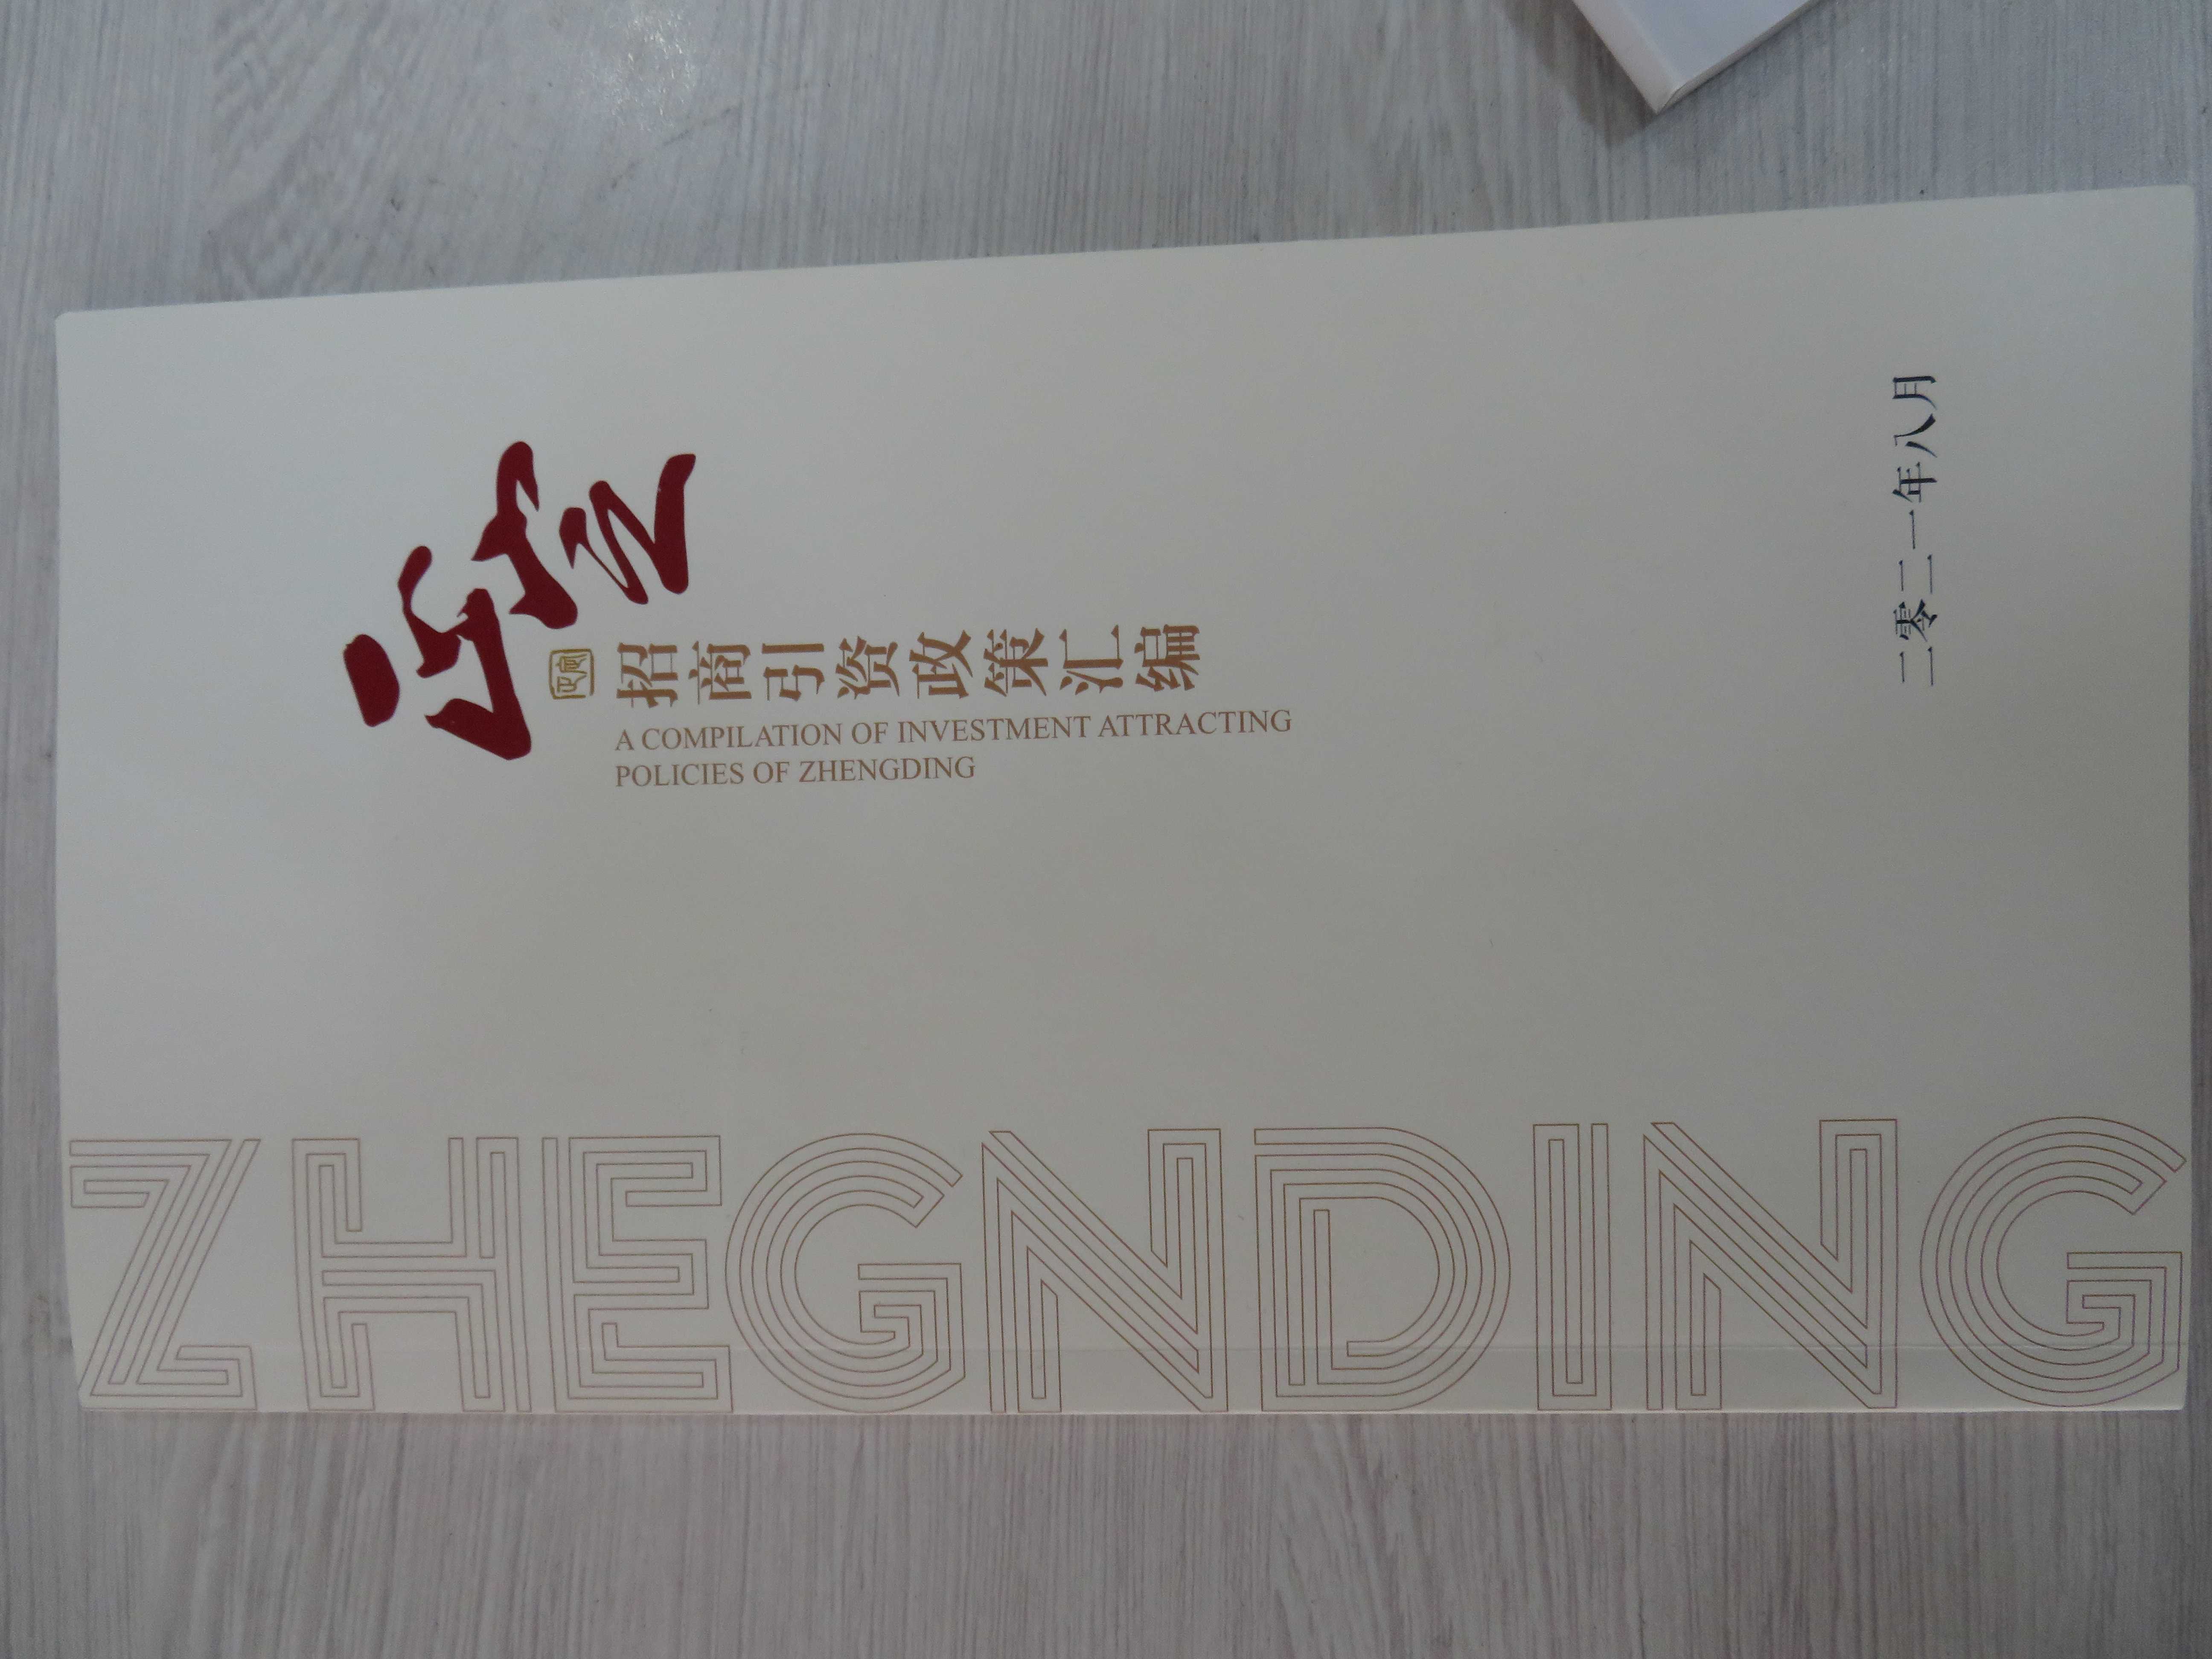 正定
招商引资政策汇编
A COMPILATION OF INVESTMENT ATTRACTING
POLICIES OF ZHENGDING
二零二一年八月
ZHEGNDING